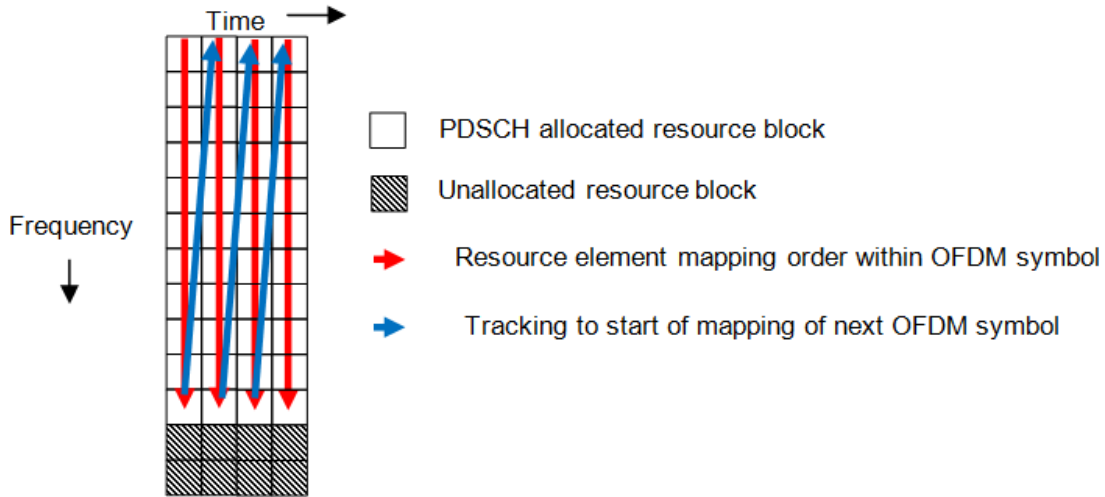 Time
PDSCH allocated resource block
Unallocated resource block
Frequency
Resource element mapping order within OFDM symbol
Tracking to start of mapping of next OFDM symbol